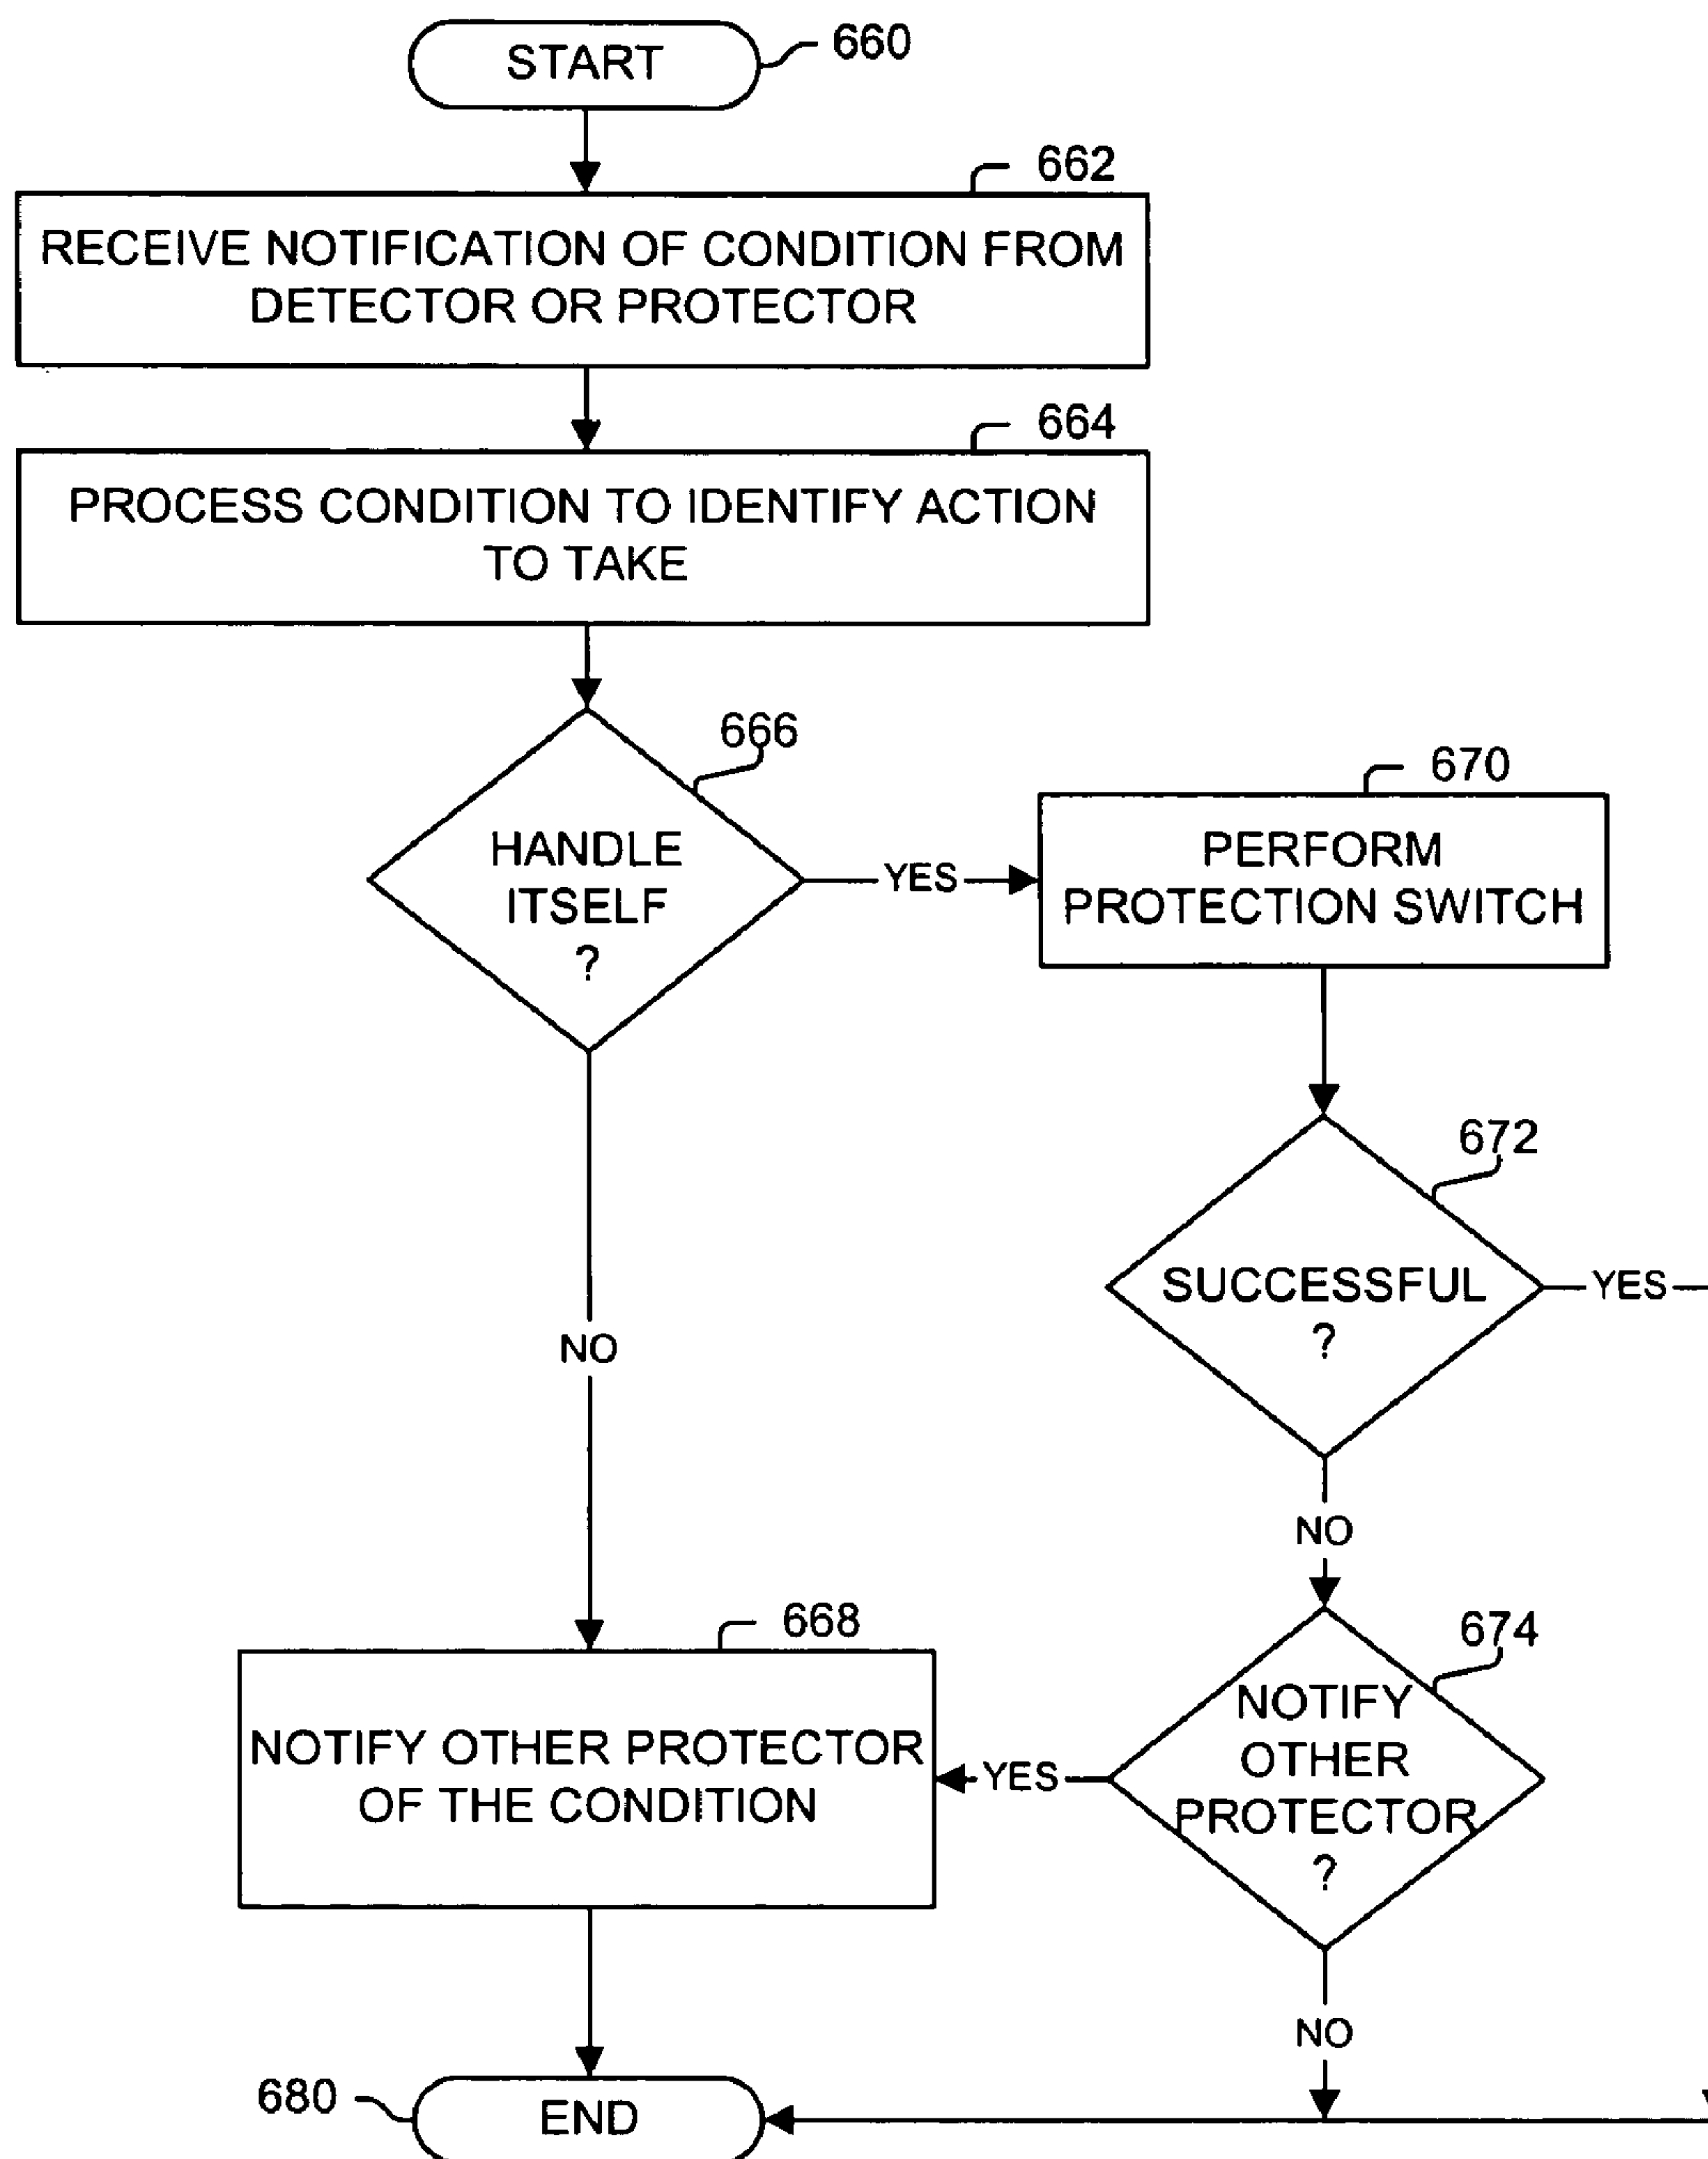 START
660
662
RECEIVE NOTIFICATION OF CONDITION FROM
DETECTOR OR PROTECTOR
664
PROCESS CONDITION TO IDENTIFY ACTION
TO TAKE
666
HANDLE
ITSELF
?
YES
670
PERFORM
PROTECTION SWITCH
672
SUCCESSFUL
?
YES
NO
NO
668
NOTIFY OTHER PROTECTOR
OF THE CONDITION
YES
674
NOTIFY
OTHER
PROTECTOR
?
NO
680
END